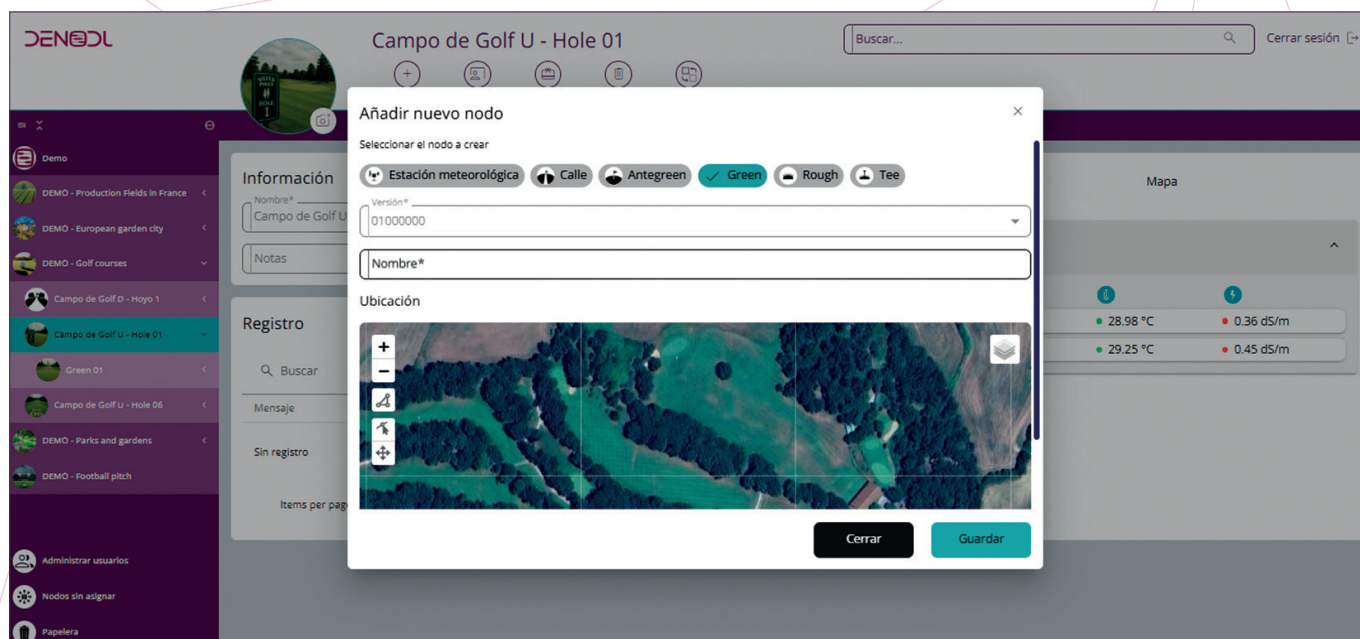 DENODL
Campo de Golf U - Hole 01
Buscar...
Cerrar sesión
Demo
DEMO - Production Fields in France
DEMO - European garden city
DEMO - Golf courses
Campo de Golf D - Hoyo 1
Campo de Golf U - Hole 01
Green 01
Campo de Golf U - Hole 06
DEMO - Parks and gardens
DEMO - Football pitch
Administrar usuarios
Nodos sin asignar
Papelera
Información
Nombre*
Campo de Golf U
Notas
Registro
Buscar
Mensaje
Sin registro
Items per pag
Añadir nuevo nodo
Seleccionar el nodo a crear
Estación meteorológica Calle Antegreen Green Rough Tee
Versión*
01000000
Nombre*
Ubicación
+
−
Cerrar Guardar
Mapa
28.98 °C 0.36 dS/m
29.25 °C 0.45 dS/m